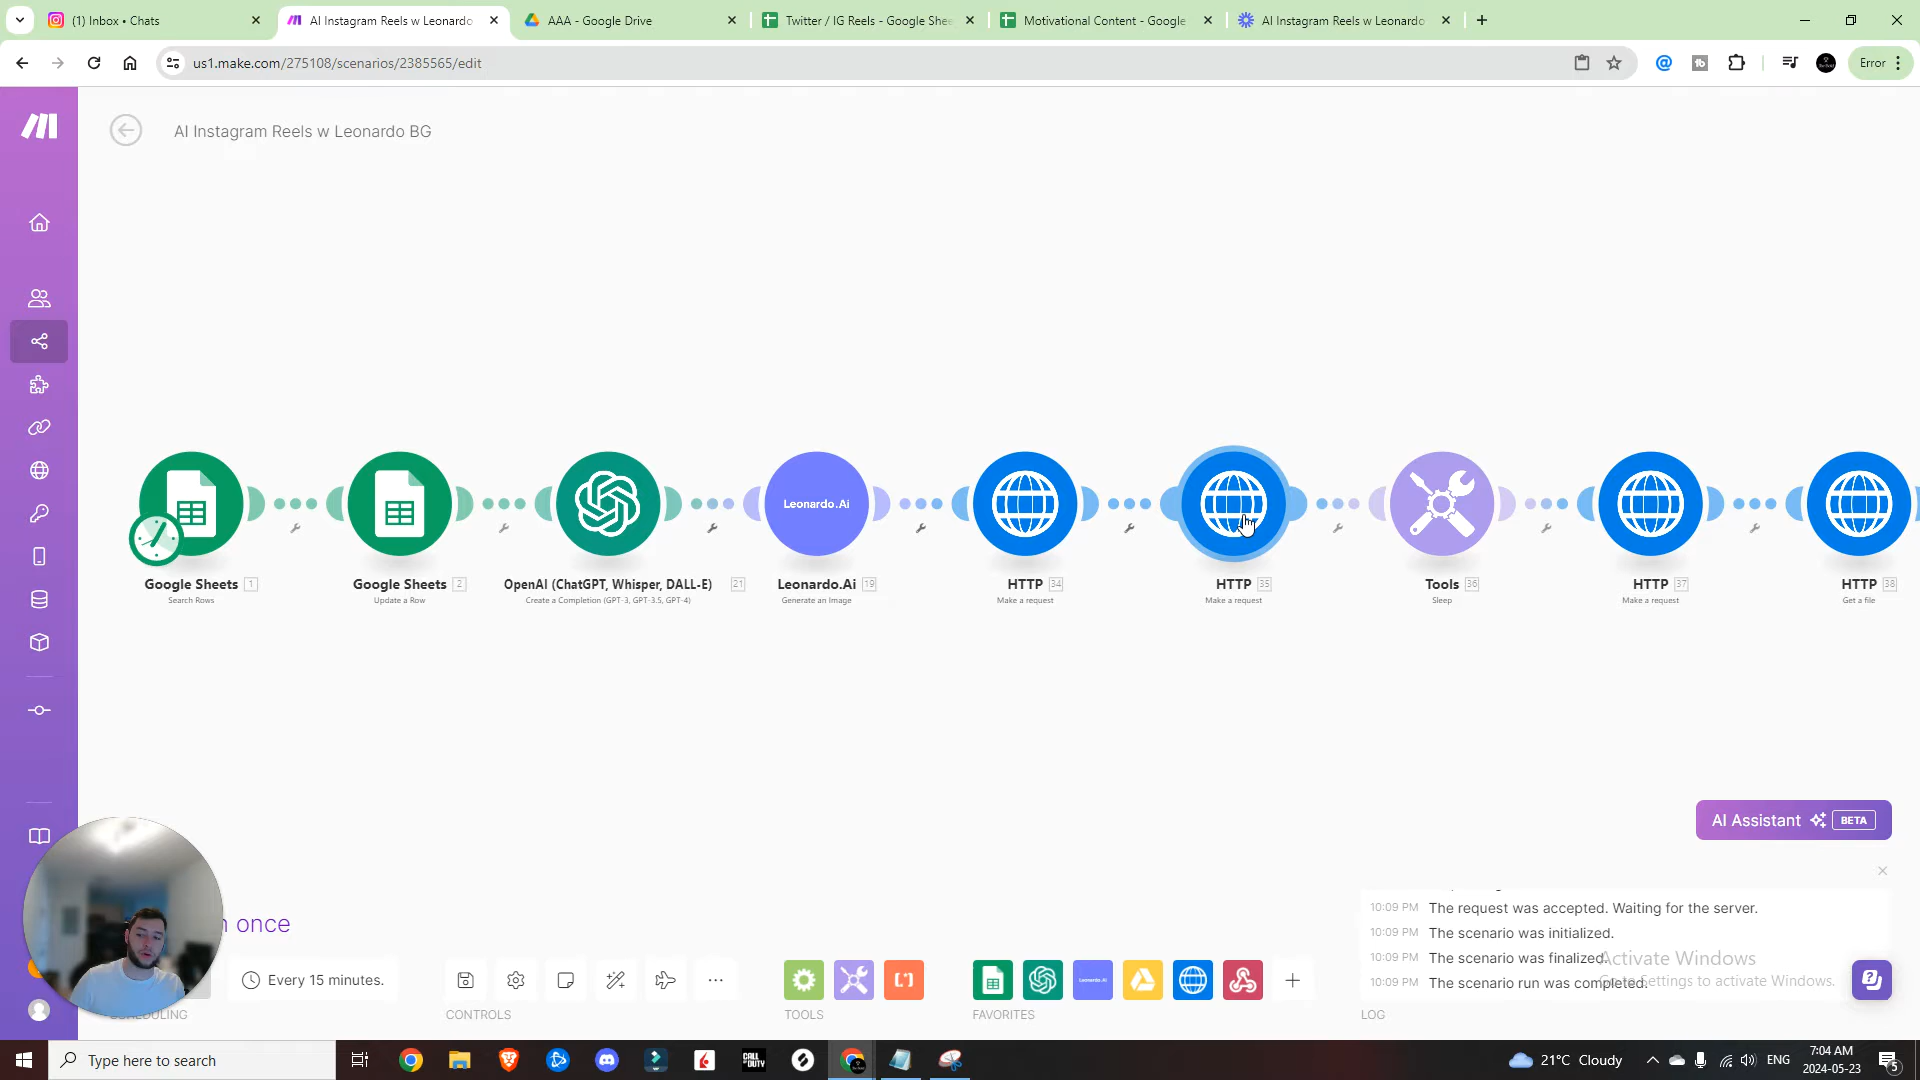 (1) Inbox • Chats
AI Instagram Reels w Leonardo
AAA - Google Drive
Twitter / IG Reels - Google Shee
Motivational Content - Google
AI Instagram Reels w Leonardo
us1.make.com/275108/scenarios/2385565/edit
Error
AI Instagram Reels w Leonardo BG
Leonardo.Ai
Google Sheets 1
Search Rows
Google Sheets 2
Update a Row
OpenAI (ChatGPT, Whisper, DALL-E) 21
Create a Completion (GPT-3, GPT-3.5, GPT-4)
Leonardo.Ai 19
Generate an Image
HTTP 34
Make a request
HTTP 35
Make a request
Tools 36
Sleep
HTTP 37
Make a request
HTTP 38
Get a file
AI Assistant BETA
n once
Every 15 minutes.
10:09 PM The request was accepted. Waiting for the server.
10:09 PM The scenario was initialized.
10:09 PM The scenario was finalized.
10:09 PM The scenario run was completed.
Activate Windows
Go to Settings to activate Windows.
SCHEDULING
CONTROLS
TOOLS
FAVORITES
LOG
Type here to search
CALL OF DUTY
21°C Cloudy
ENG
7:04 AM
2024-05-23
5